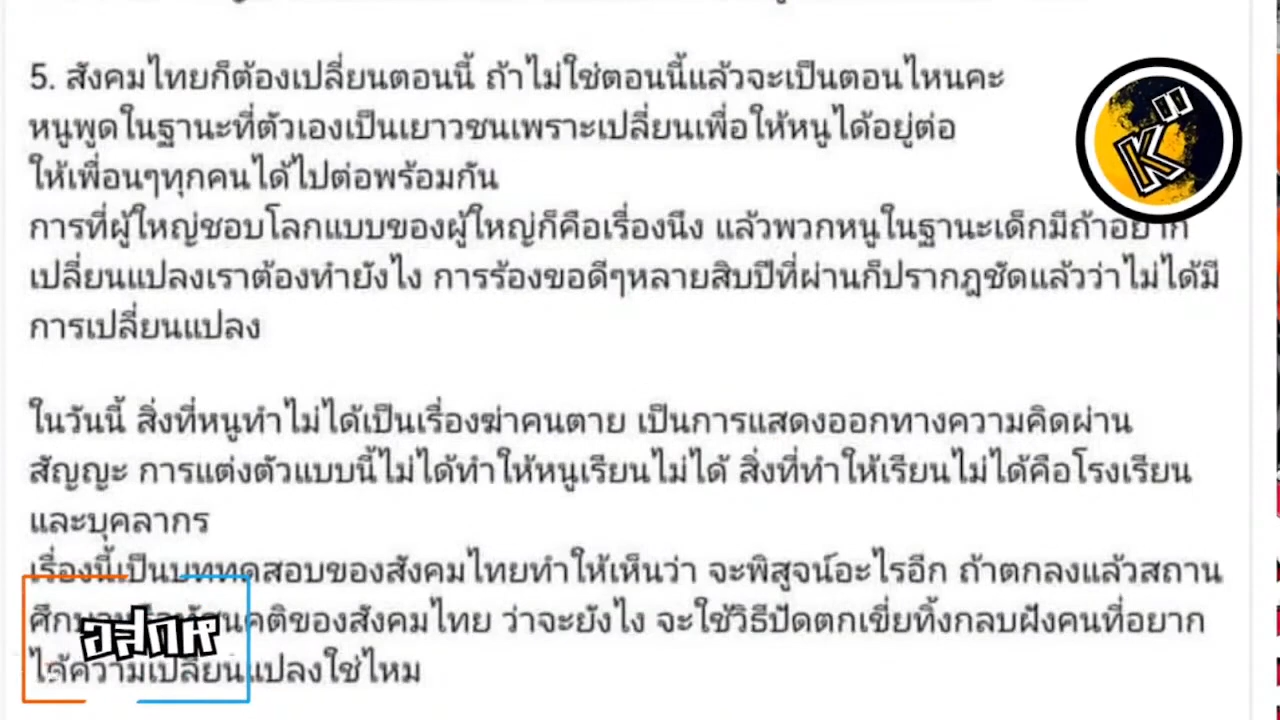 5. สังคมไทยก็ต้องเปลี่ยนตอนนี้ ถ้าไม่ใช่ตอนนี้แล้วจะเป็นตอนไหนคะ
หนูพูดในฐานะที่ตัวเองเป็นเยาวชนเพราะเปลี่ยนเพื่อให้หนูได้อยู่ต่อ
ให้เพื่อนๆทุกคนได้ไปต่อพร้อมกัน
K"
การที่ผู้ใหญ่ชอบโลกแบบของผู้ใหญ่ก็คือเรื่องนึง แล้วพวกหนูในฐานะเด็กมีถ้าอยาก
เปลี่ยนแปลงเราต้องทำยังไง การร้องขอดีๆหลายสิบปีที่ผ่านก็ปรากฏชัดแล้วว่าไม่ได้มี
การเปลี่ยนแปลง
ในวันนี้ สิ่งที่หนูทำไม่ได้เป็นเรื่องฆ่าคนตาย เป็นการแสดงออกทางความคิดผ่าน
สัญญะ การแต่งตัวแบบนี้ไม่ได้ทำให้หนูเรียนไม่ได้ สิ่งที่ทำให้เรียนไม่ได้คือโรงเรียน
และบุคลากร
เรื่องนี้เป็นบททดสอบของสังคมไทยทำให้เห็นว่า จะพิสูจน์อะไรอีก ถ้าตกลงแล้วสถาน
คติของสังคมไทย ว่าจะยังไง จะใช้วิธีปัดตกเขี่ยทิ้งกลบฝังคนที่อยาก
อสกห
ได้ความเปลี่ยนแปลงใช่ไหม